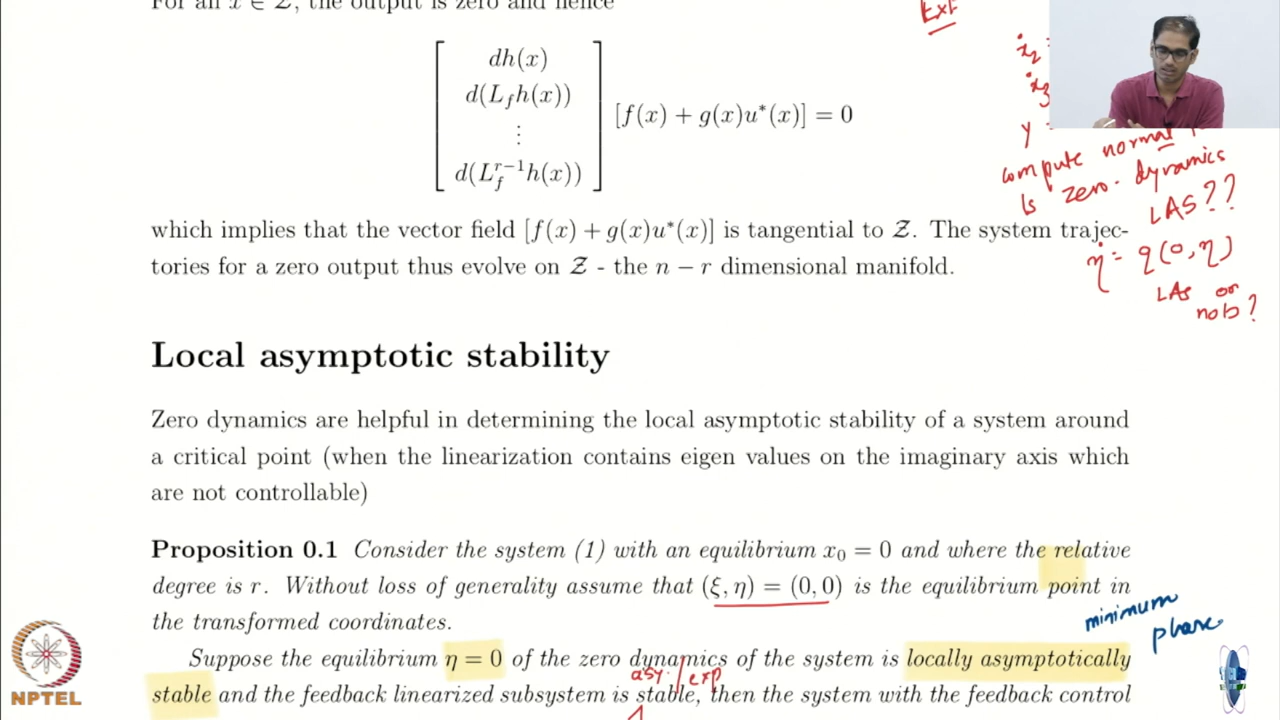 For all x ∈ Z, the output is zero and hence
dh(x)
d(L_f h(x))
⋮
d(L_f^{r−1} h(x))
[f(x) + g(x)u*(x)] = 0
which implies that the vector field [f(x) + g(x)u*(x)] is tangential to Z. The system trajec-
tories for a zero output thus evolve on Z - the n − r dimensional manifold.
Ext
ẋ2
ẋ3
y
compute normal
Is zero-dynamics
LAS??
η̇ = q(0, η)
LAS or
not?
Local asymptotic stability
Zero dynamics are helpful in determining the local asymptotic stability of a system around
a critical point (when the linearization contains eigen values on the imaginary axis which
are not controllable)
Proposition 0.1 Consider the system (1) with an equilibrium x0 = 0 and where the relative
degree is r. Without loss of generality assume that (ξ, η) = (0, 0) is the equilibrium point in
the transformed coordinates.
minimum
phase
Suppose the equilibrium η = 0 of the zero dynamics of the system is locally asymptotically
asy./exp
stable and the feedback linearized subsystem is stable, then the system with the feedback control
NPTEL